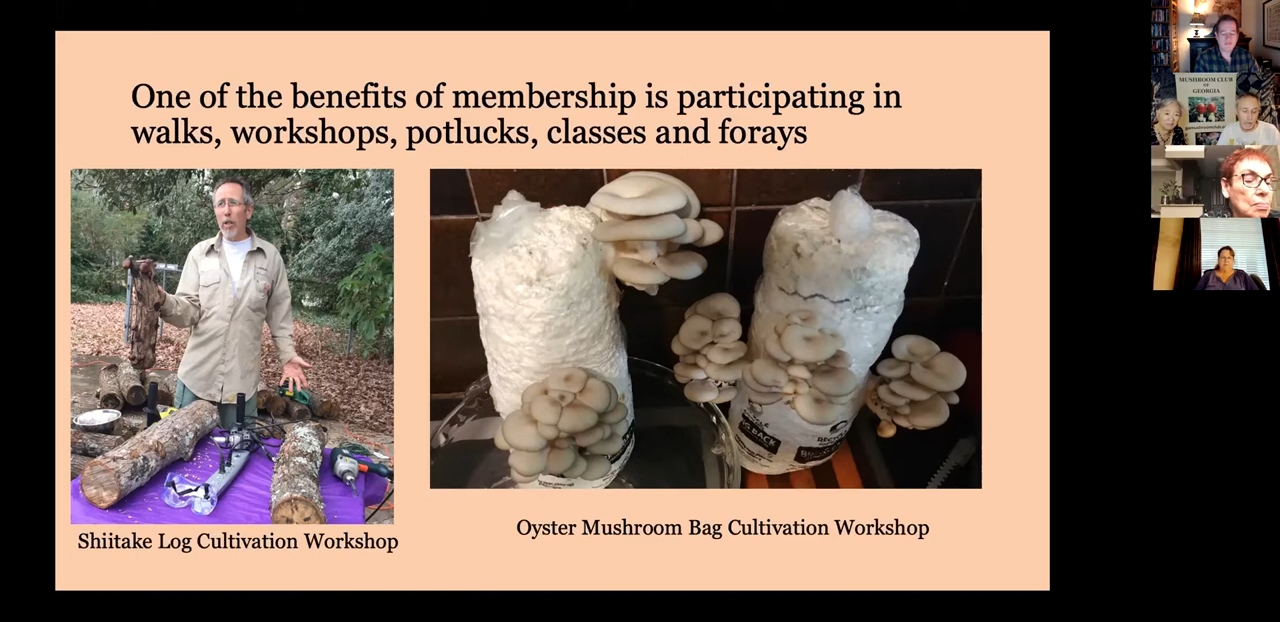 One of the benefits of membership is participating in
walks, workshops, potlucks, classes and forays
Shiitake Log Cultivation Workshop
Oyster Mushroom Bag Cultivation Workshop
MUSHROOM CLUB
OF
GEORGIA
BACK